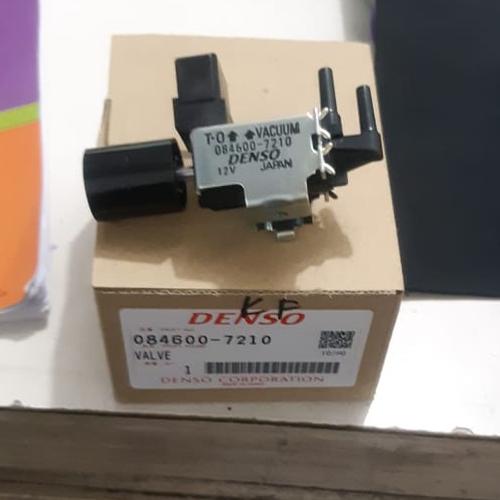 T-O ⬆ ⬆ VACUUM
084600-7210
DENSO
12V JAPAN
KF
DENSO
084600-7210
VALVE
1
DENSO CORPORATION